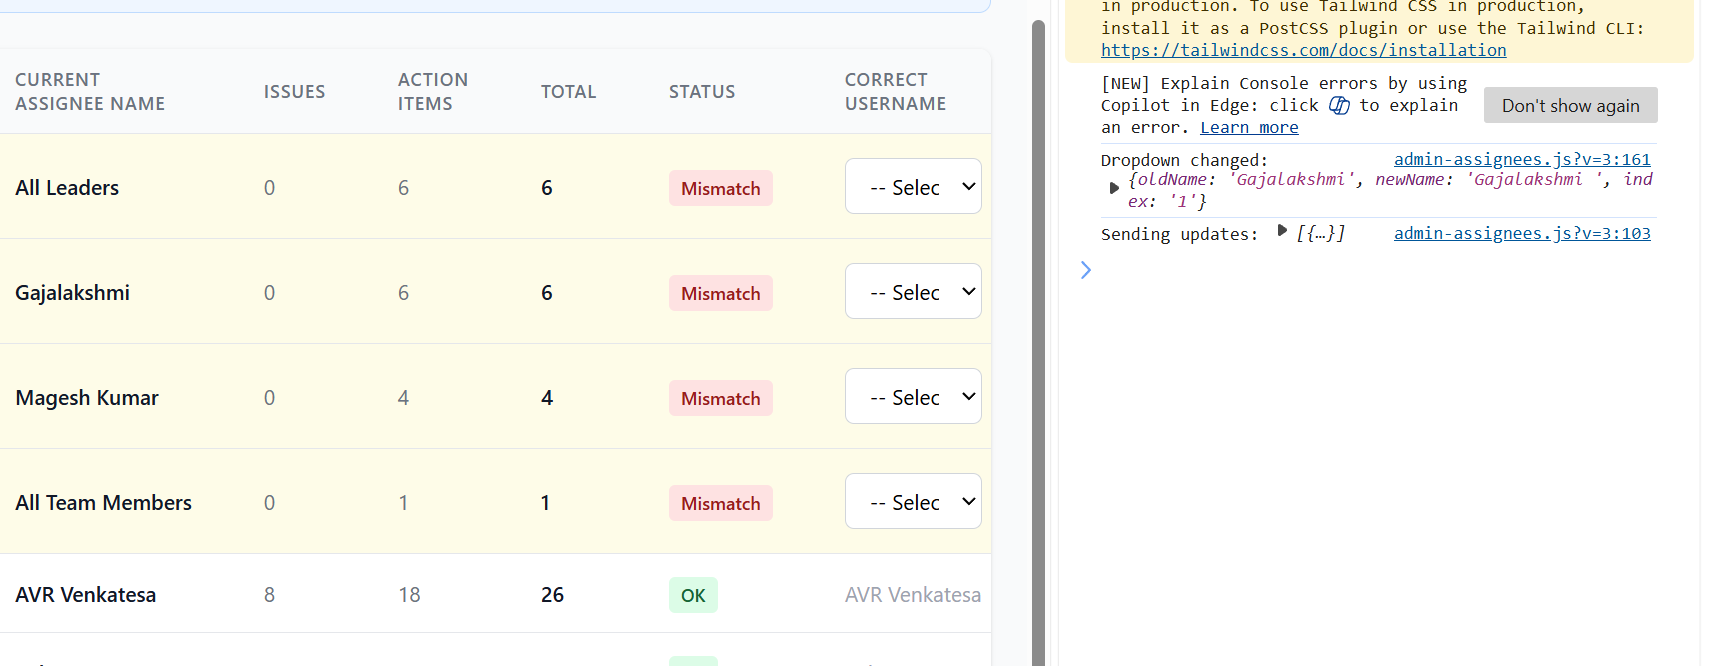 CURRENT
ASSIGNEE NAME
ISSUES
ACTION
ITEMS
TOTAL
STATUS
CORRECT
USERNAME
All Leaders 0 6 6 Mismatch -- Selec
Gajalakshmi 0 6 6 Mismatch -- Selec
Magesh Kumar 0 4 4 Mismatch -- Selec
All Team Members 0 1 1 Mismatch -- Selec
AVR Venkatesa 8 18 26 OK AVR Venkatesa
in production. To use Tailwind CSS in production,
install it as a PostCSS plugin or use the Tailwind CLI:
https://tailwindcss.com/docs/installation
[NEW] Explain Console errors by using
Copilot in Edge: click to explain
an error. Learn more
Don't show again
Dropdown changed: admin-assignees.js?v=3:161
{oldName: 'Gajalakshmi', newName: 'Gajalakshmi ', ind
ex: '1'}
Sending updates: [{…}] admin-assignees.js?v=3:103